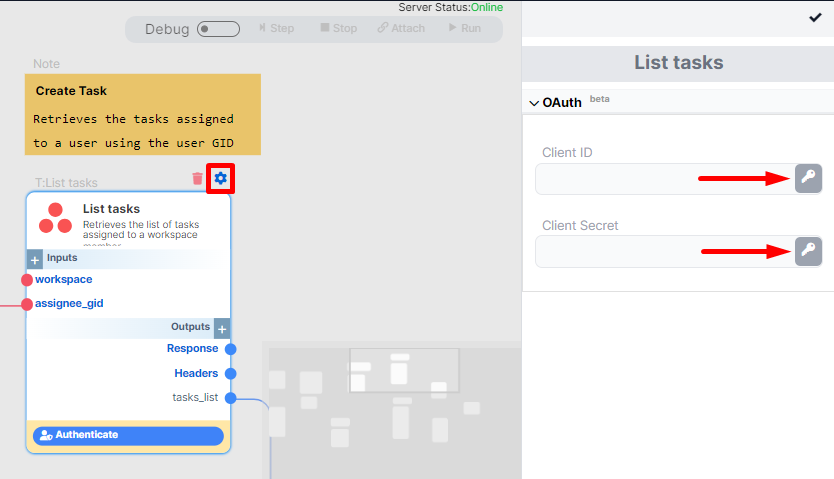 Server Status:Online
Debug
Step
Stop
Attach
Run
Note
Create Task
Retrieves the tasks assigned
to a user using the user GID
T:List tasks
List tasks
Retrieves the list of tasks
assigned to a workspace
Inputs
workspace
assignee_gid
Outputs
Response
Headers
tasks_list
Authenticate
List tasks
OAuth beta
Client ID
Client Secret